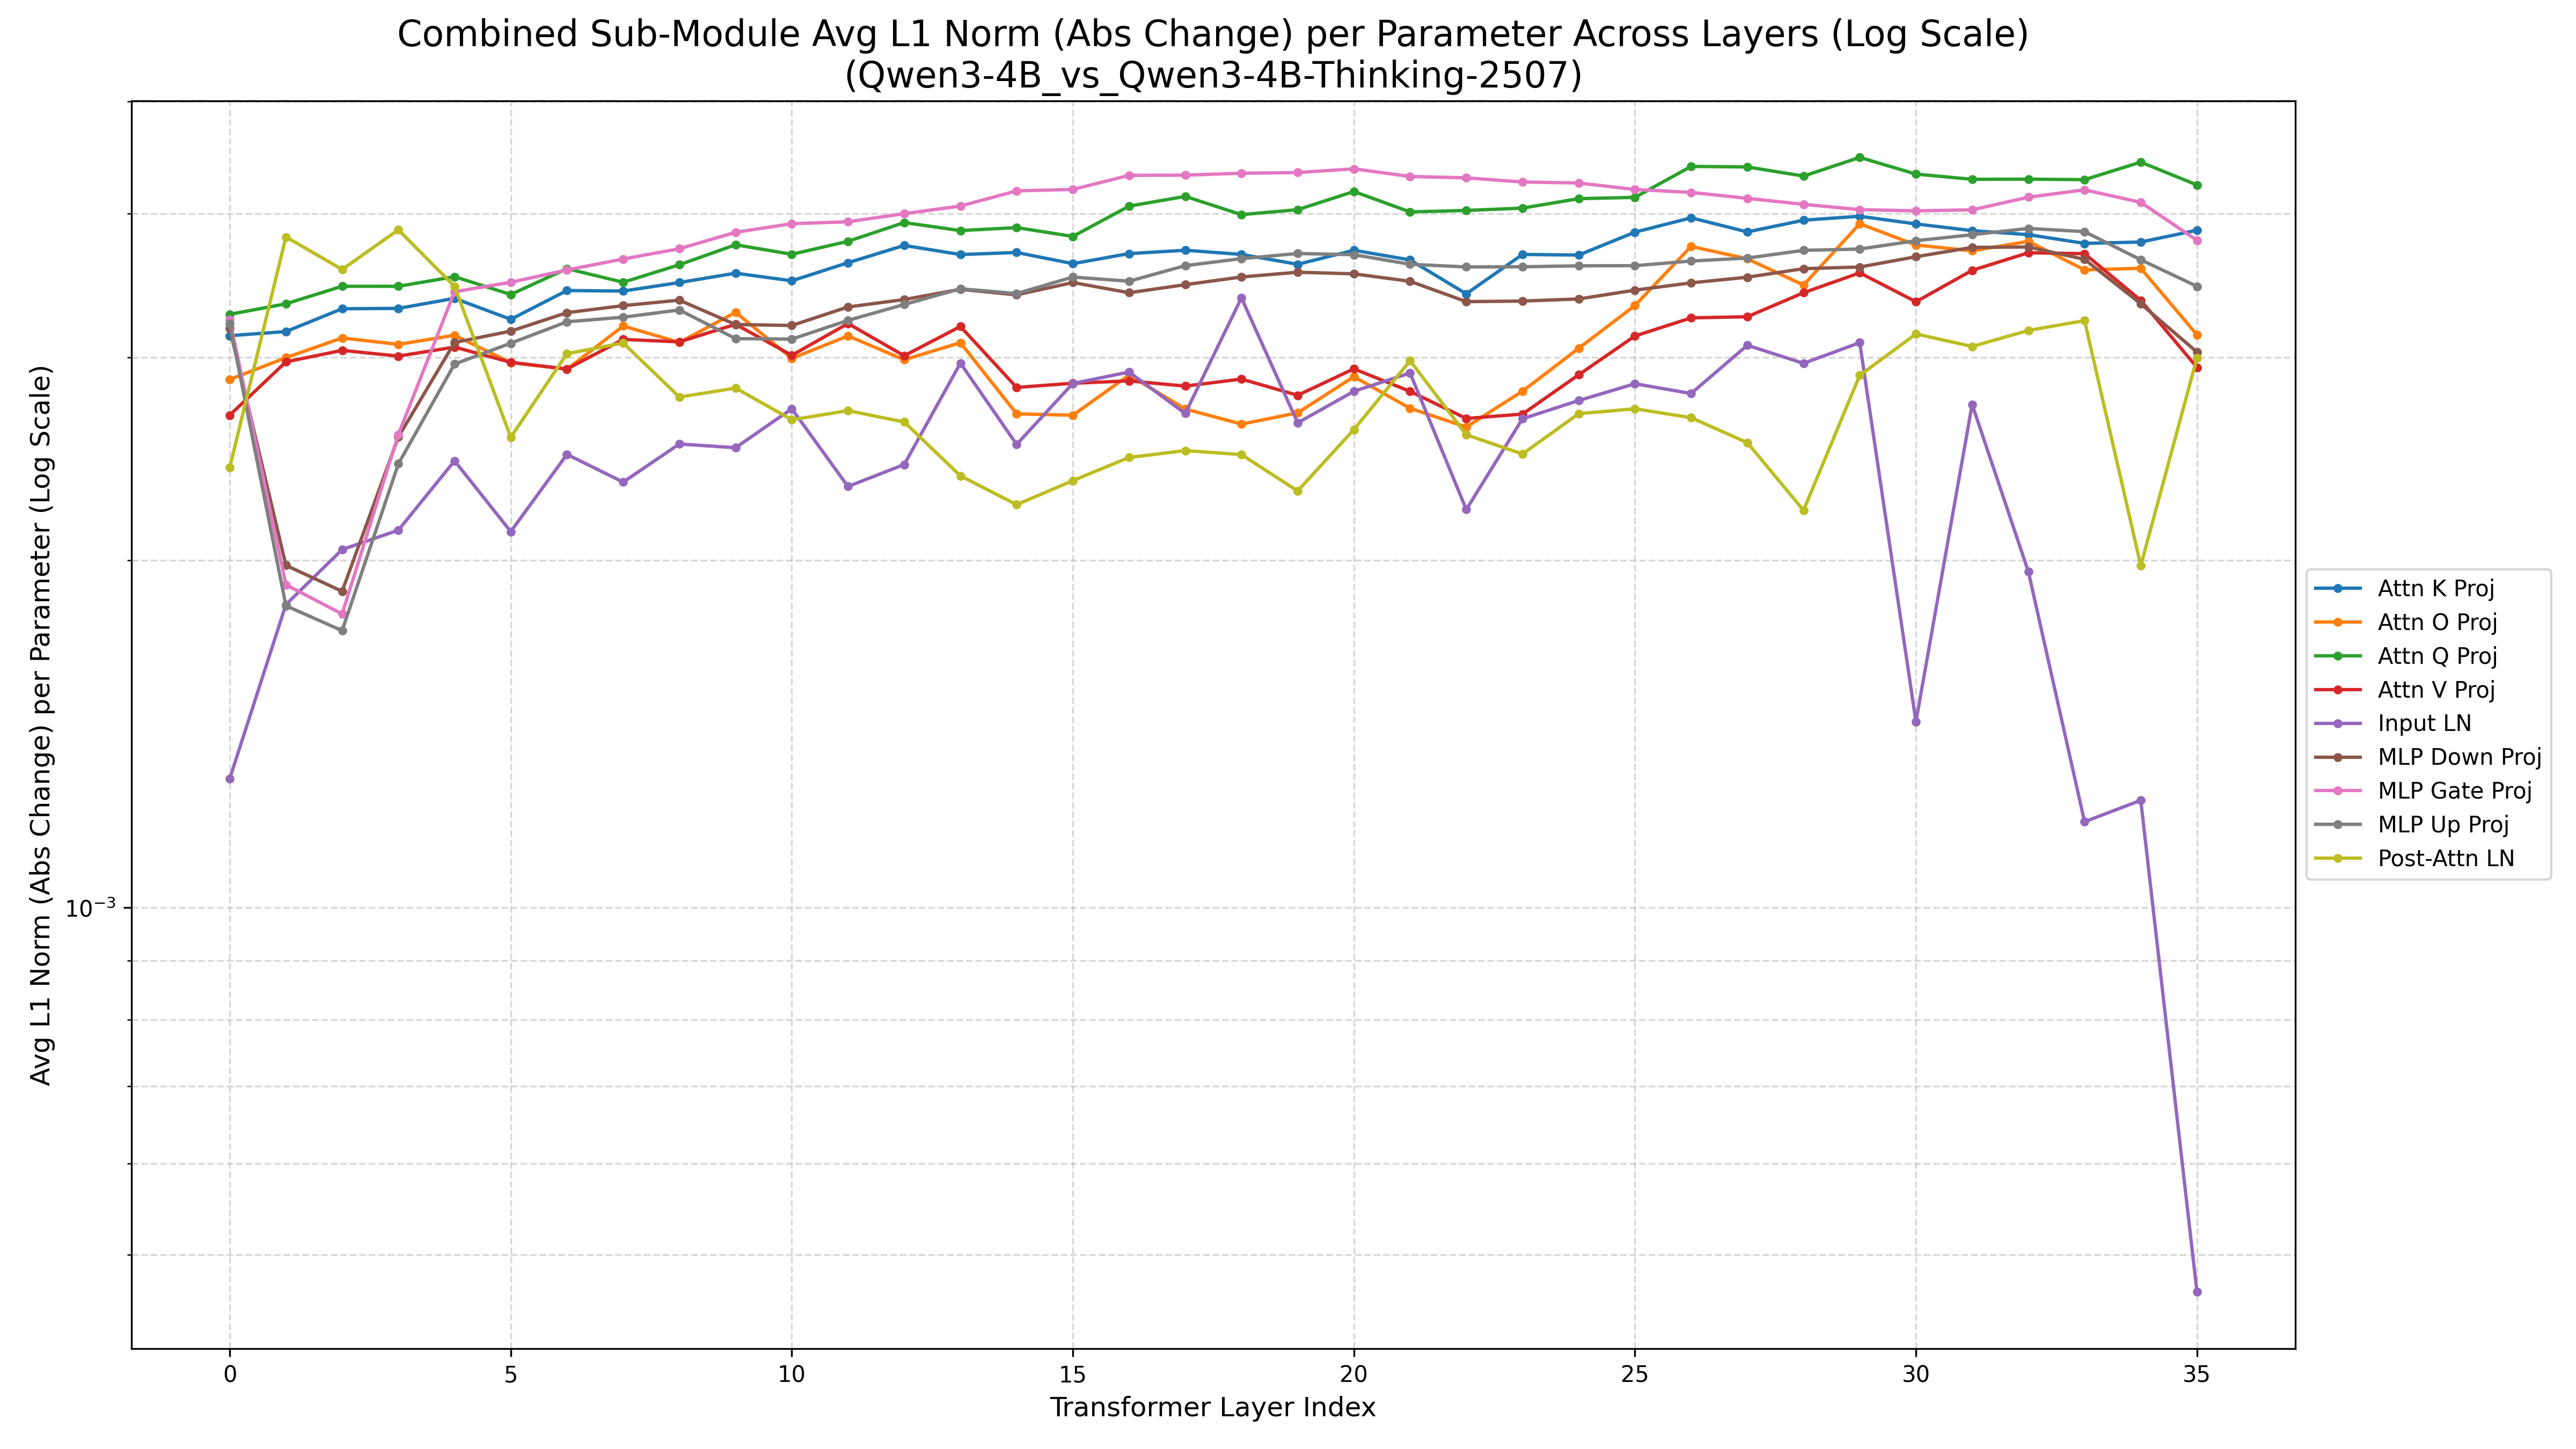 Combined Sub-Module Avg L1 Norm (Abs Change) per Parameter Across Layers (Log Scale)
(Qwen3-4B_vs_Qwen3-4B-Thinking-2507)
Avg L1 Norm (Abs Change) per Parameter (Log Scale)
10⁻³
0 5 10 15 20 25 30 35
Transformer Layer Index
Attn K Proj
Attn O Proj
Attn Q Proj
Attn V Proj
Input LN
MLP Down Proj
MLP Gate Proj
MLP Up Proj
Post-Attn LN